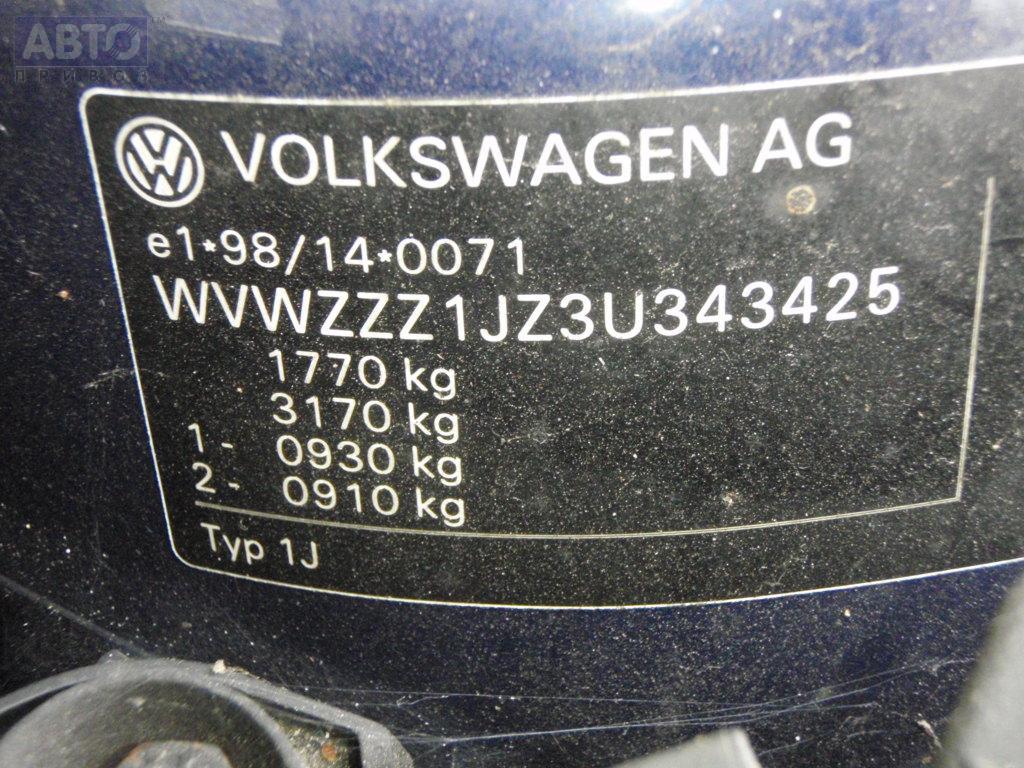 АВТО
ПРИВОЗ
VOLKSWAGEN AG
e1*98/14*0071
WVWZZZ1JZ3U343425
1770 kg
3170 kg
1- 0930 kg
2- 0910 kg
Typ 1J